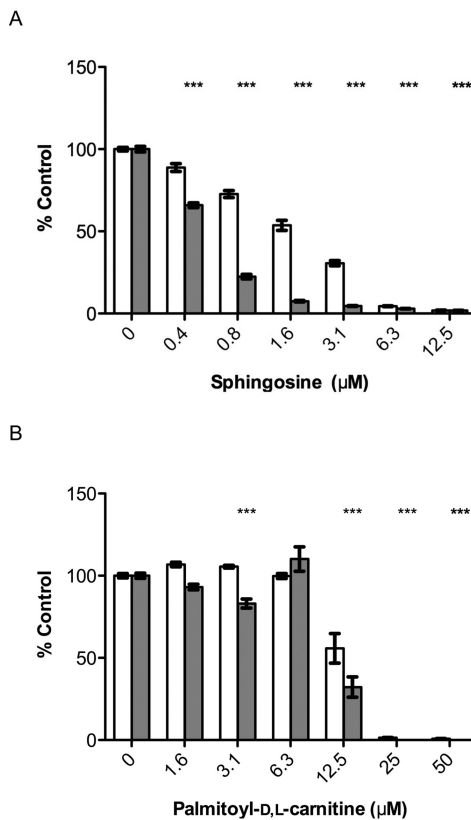 A
150
*** *** *** *** *** ***
100
% Control
50
0
0 0.4 0.8 1.6 3.1 6.3 12.5
Sphingosine (µM)
B
150
*** *** *** ***
100
% Control
50
0
0 1.6 3.1 6.3 12.5 25 50
Palmitoyl-D,L-carnitine (µM)